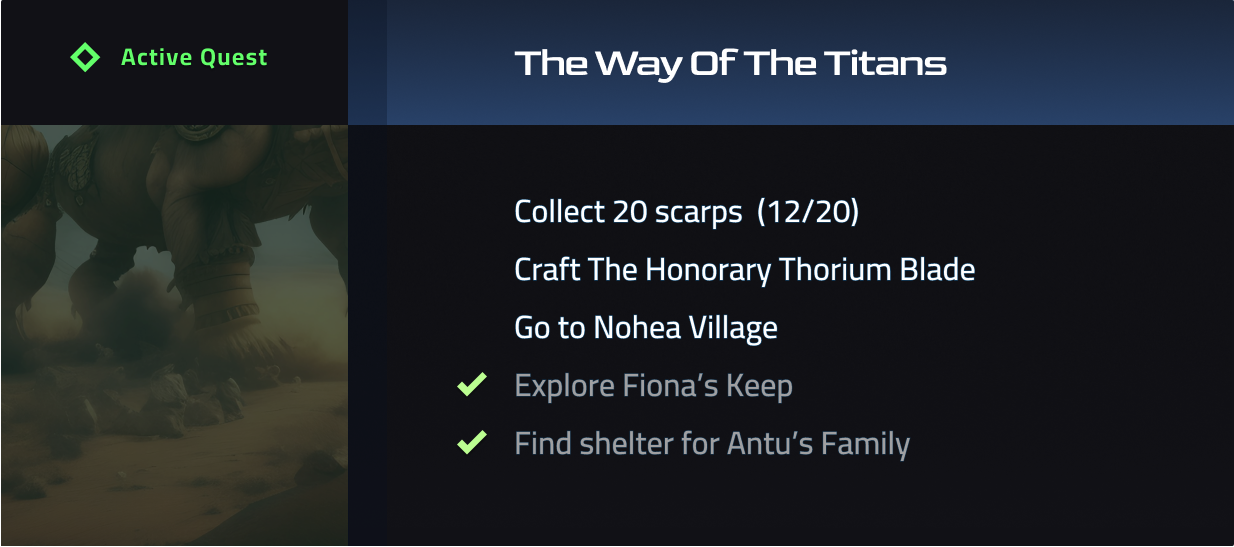 Active Quest
The Way Of The Titans
Collect 20 scarps (12/20)
Craft The Honorary Thorium Blade
Go to Nohea Village
Explore Fiona’s Keep
Find shelter for Antu’s Family